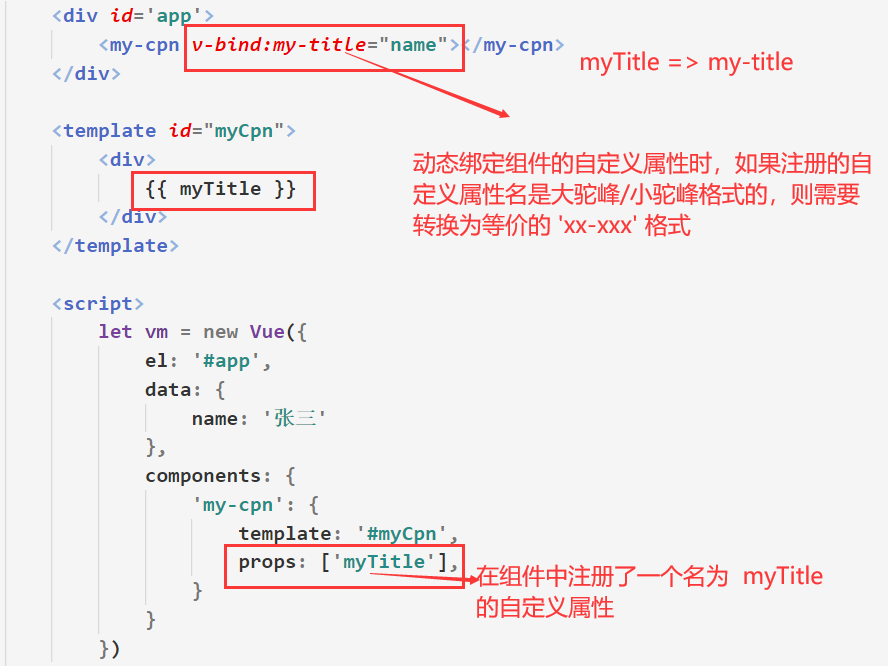 <div id='app'>
<my-cpn v-bind:my-title="name"></my-cpn>
myTitle => my-title
</div>
<template id="myCpn">
<div>
动态绑定组件的自定义属性时，如果注册的自
{{ myTitle }}
定义属性名是大驼峰/小驼峰格式的，则需要
</div>
转换为等价的 'xx-xxx' 格式
</template>
<script>
let vm = new Vue({
el: '#app',
data: {
name: '张三'
},
components: {
'my-cpn': {
template: '#myCpn',
props: ['myTitle'],
在组件中注册了一个名为 myTitle
}
的自定义属性
}
})